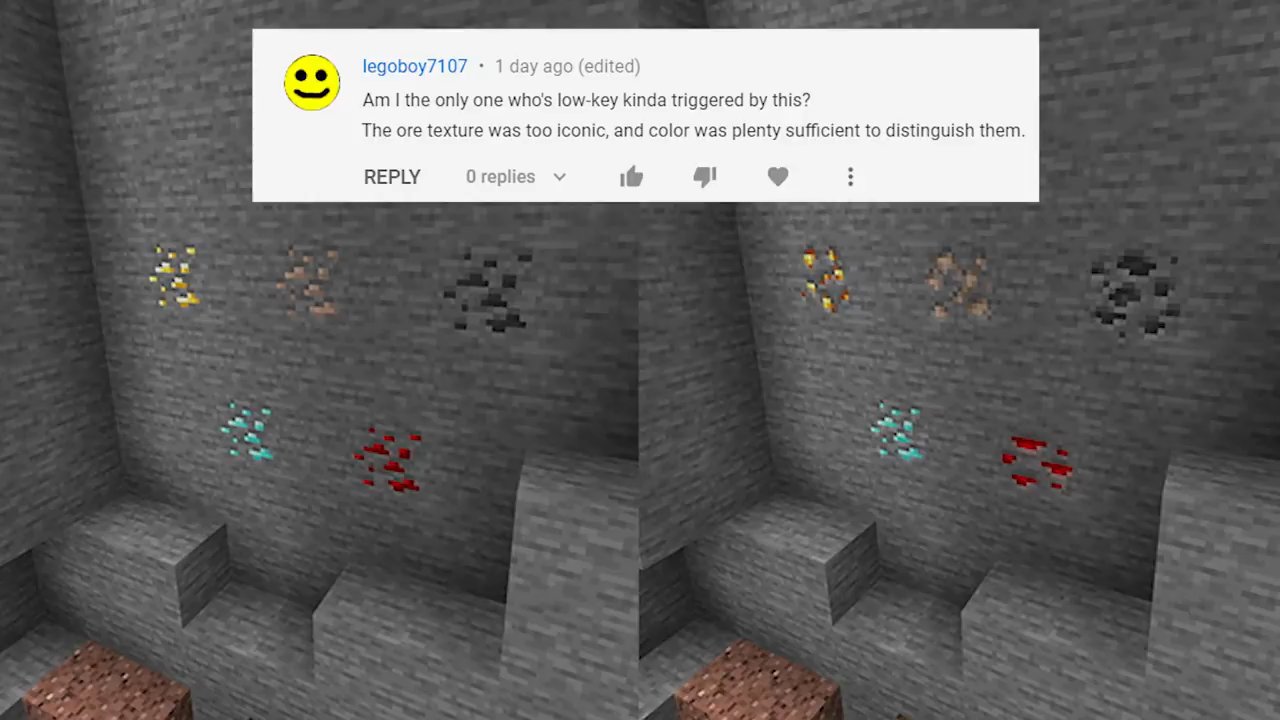 legoboy7107 • 1 day ago (edited)
Am I the only one who's low-key kinda triggered by this?
The ore texture was too iconic, and color was plenty sufficient to distinguish them.
REPLY 0 replies